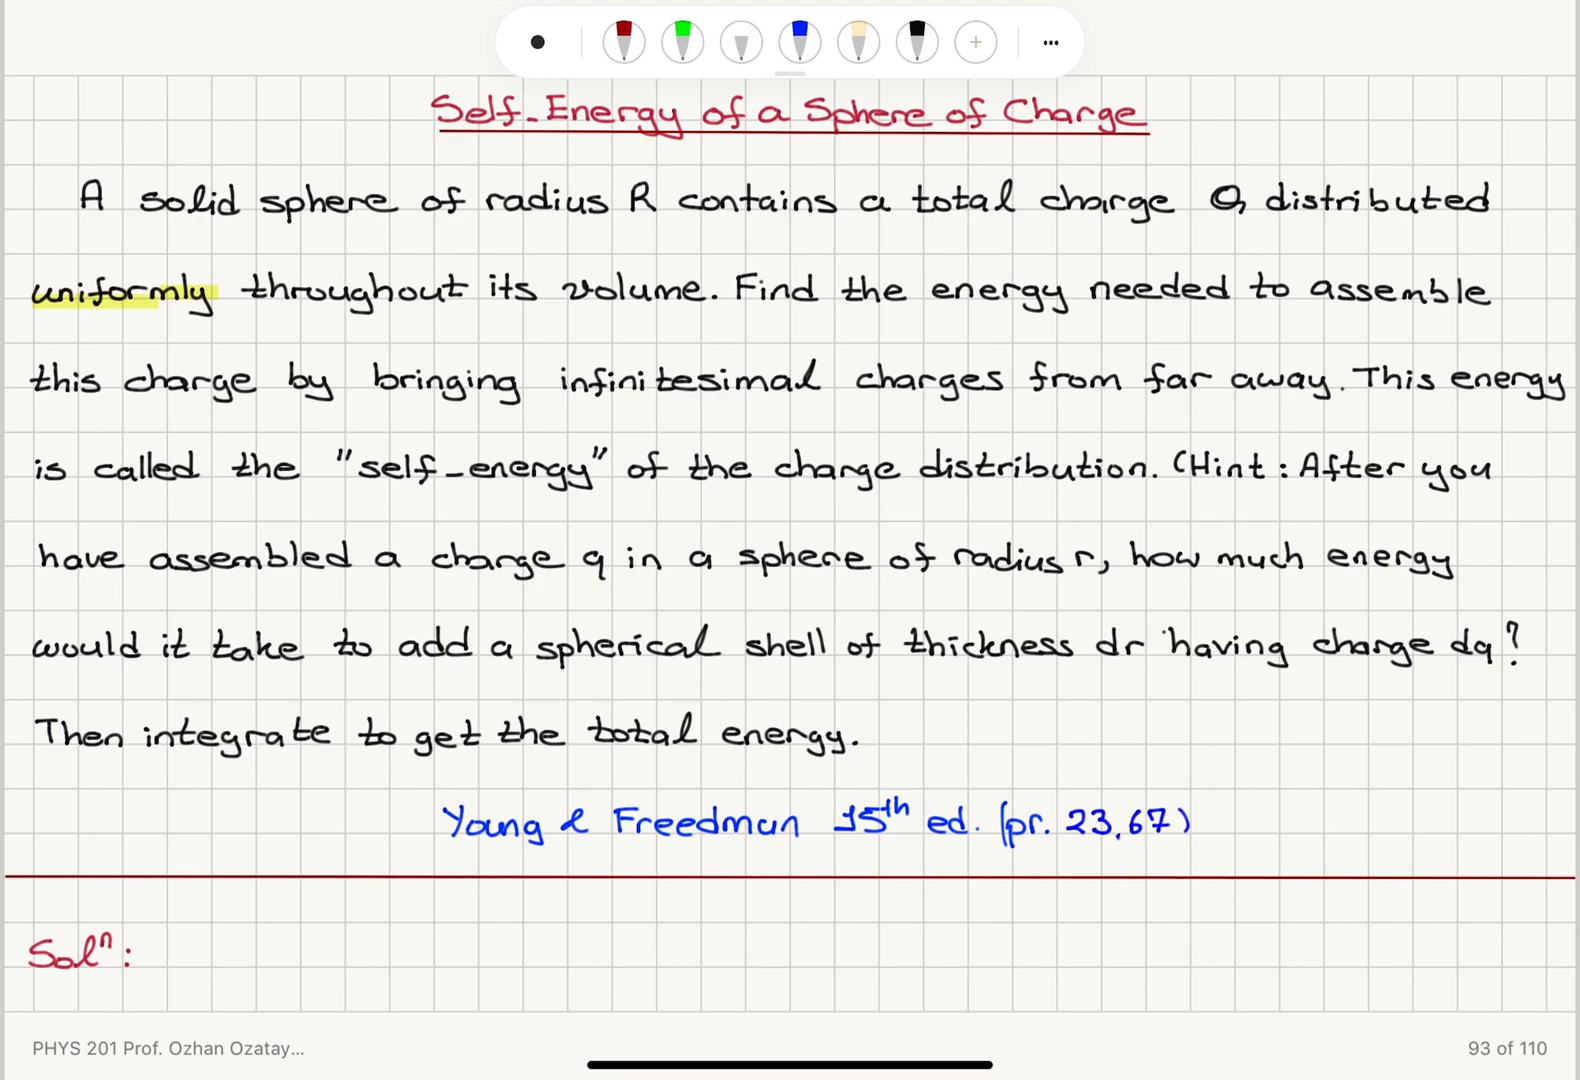 Self-Energy of a Sphere of Charge
A solid sphere of radius R contains a total charge Q distributed
uniformly throughout its volume. Find the energy needed to assemble
this charge by bringing infinitesimal charges from far away. This energy
is called the "self-energy" of the charge distribution. (Hint: After you
have assembled a charge q in a sphere of radius r, how much energy
would it take to add a spherical shell of thickness dr having charge dq?
Then integrate to get the total energy.
Young & Freedman 15th ed. (pr. 23.67)
Solⁿ:
PHYS 201 Prof. Ozhan Ozatay...
93 of 110